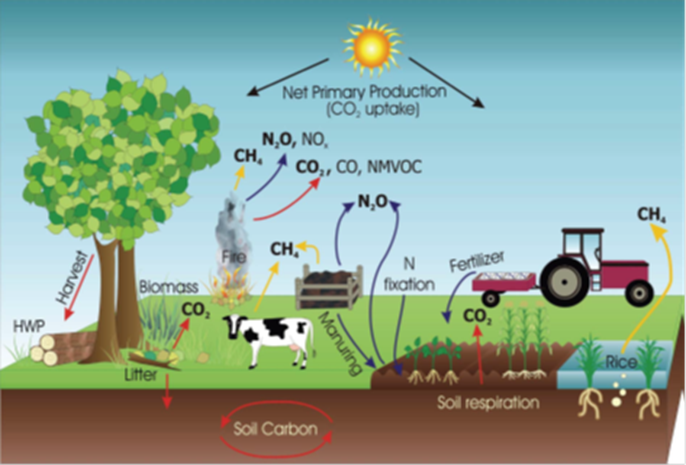 Net Primary Production
(CO₂ uptake)
N₂O, NOₓ
CH₄
CO₂, CO, NMVOC
N₂O
CH₄
Fire
CH₄
Harvest
Biomass
CO₂
N
fixation
Fertilizer
CO₂
HWP
Manuring
Litter
Rice
Soil Carbon
Soil respiration